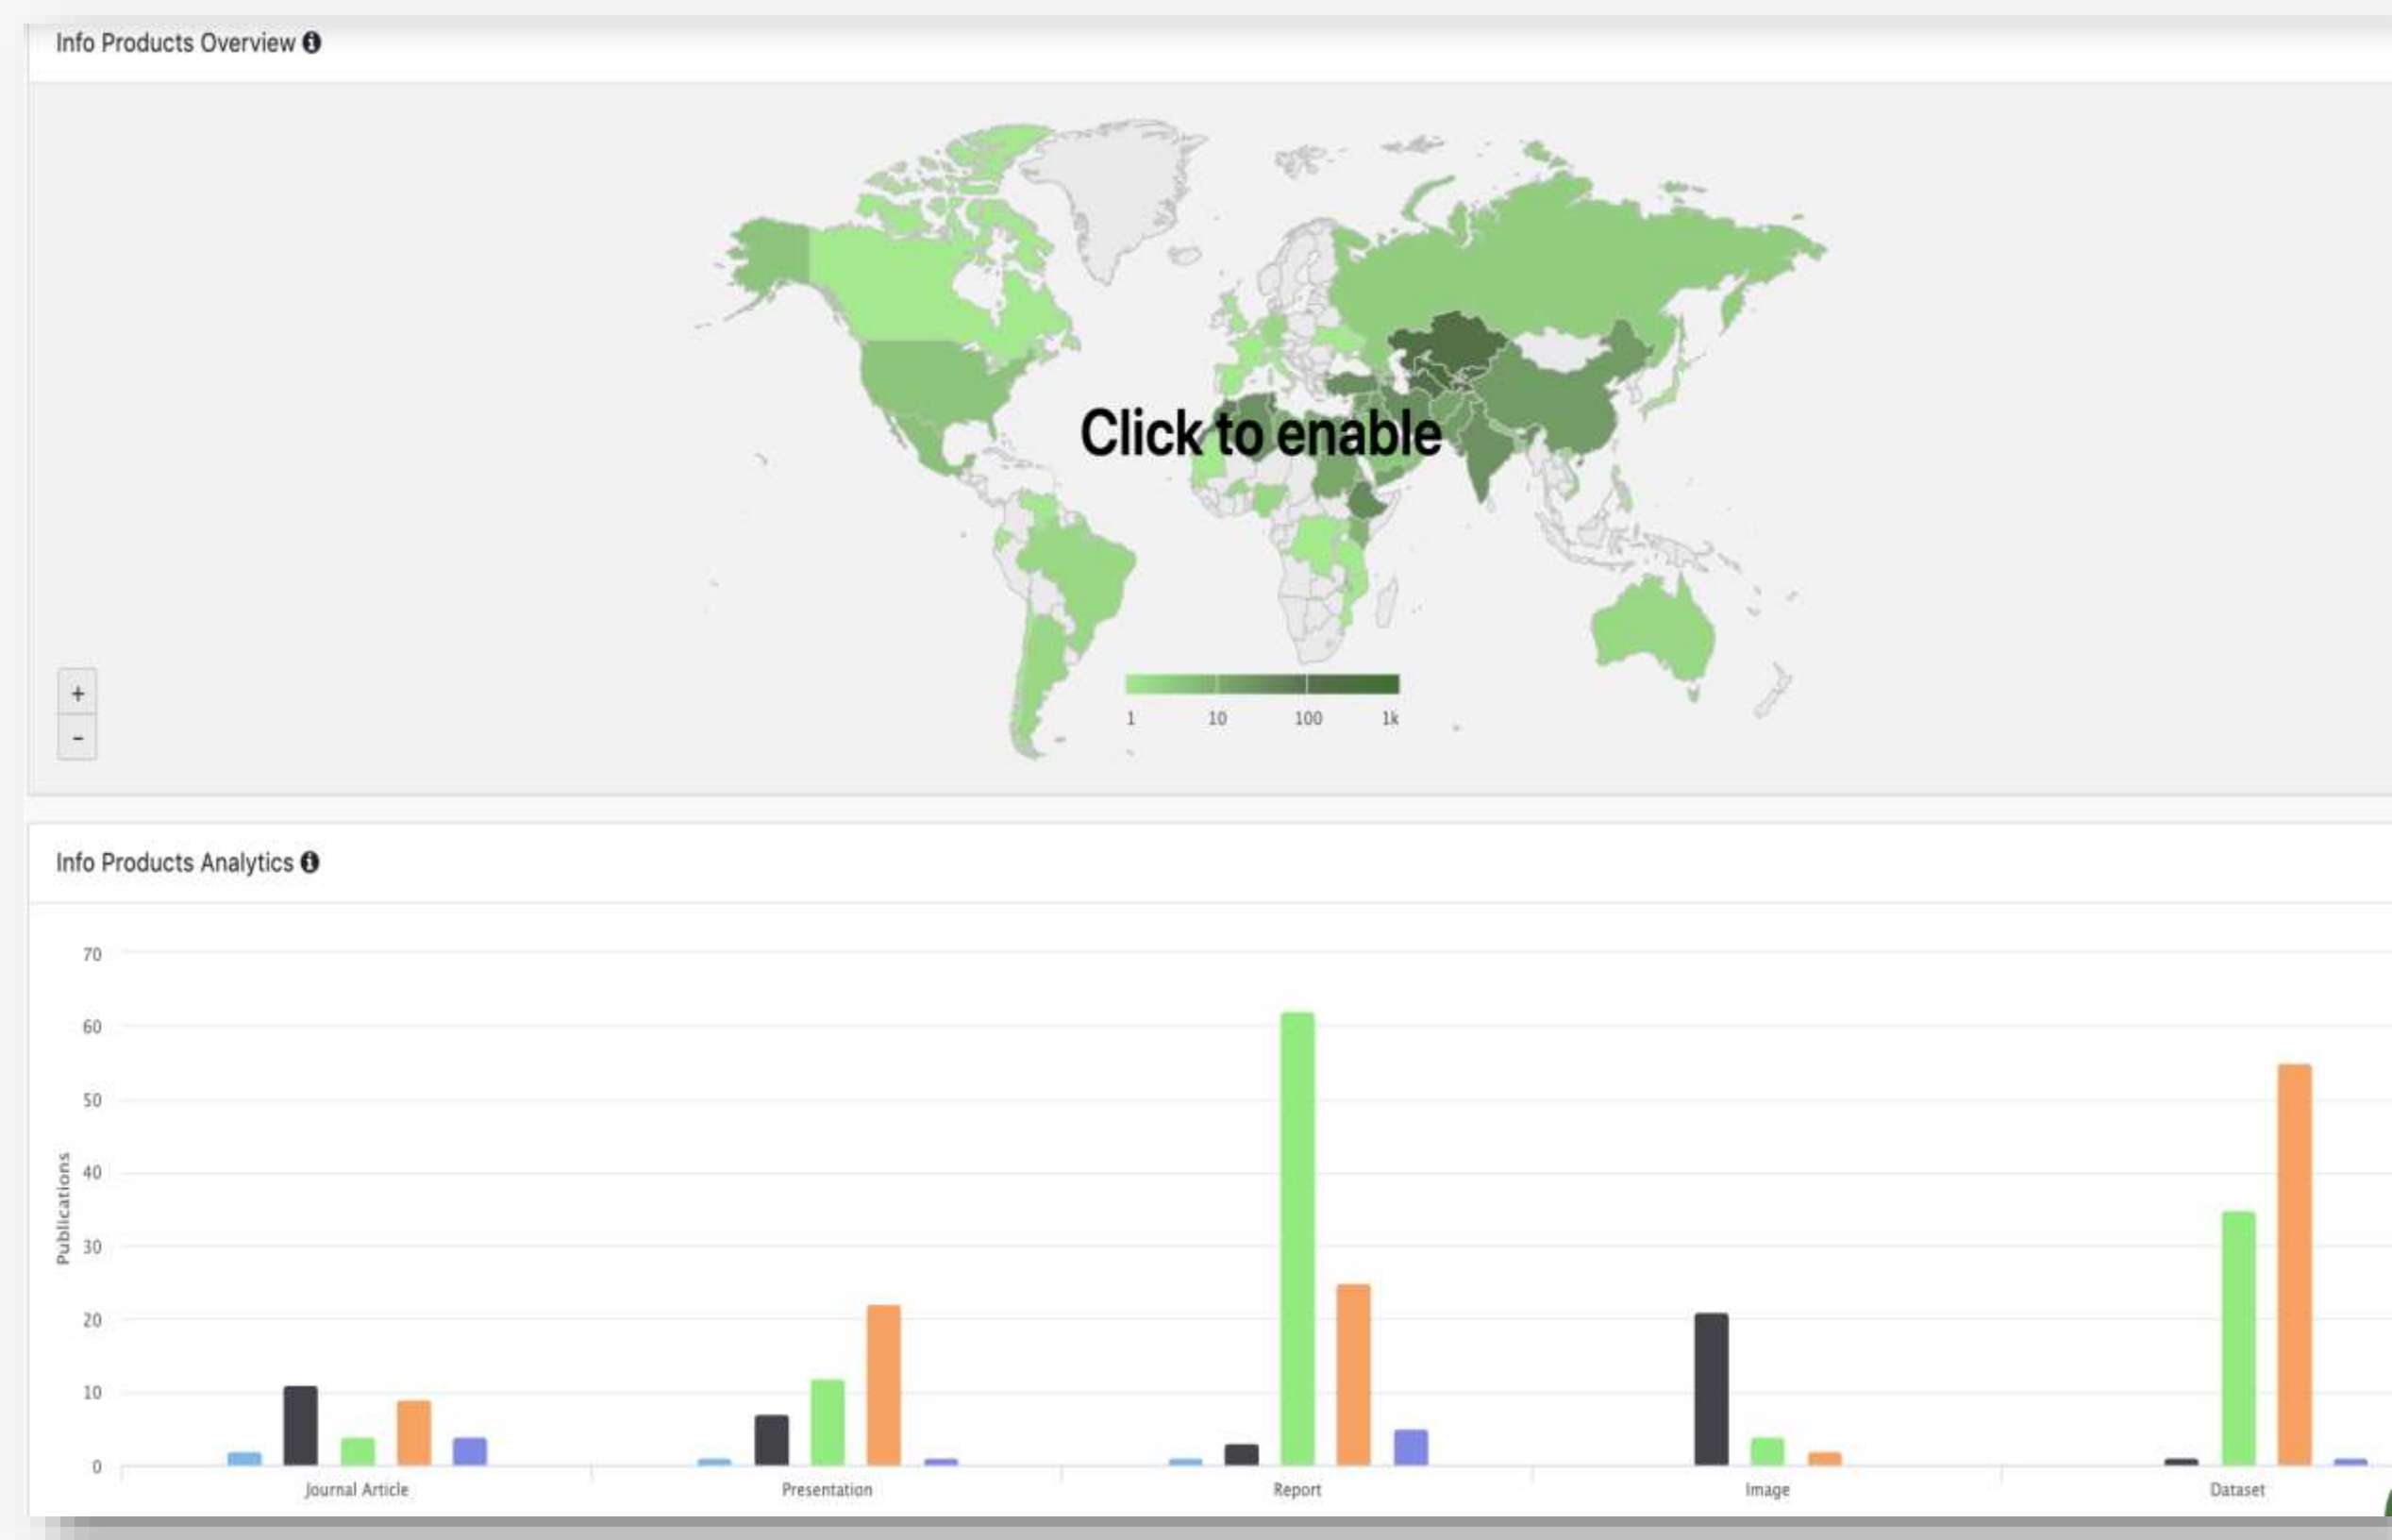 Info Products Overview
Click to enable
+
-
1 10 100 1k
Info Products Analytics
70
60
50
40
30
20
10
0
Publications
Journal Article Presentation Report Image Dataset